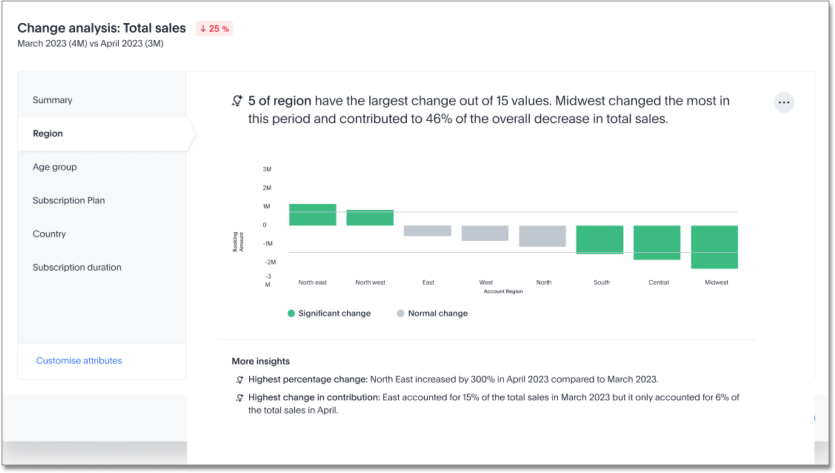 Change analysis: Total sales ↓ 25 %
March 2023 (4M) vs April 2023 (3M)
Summary
Region
Age group
Subscription Plan
Country
Subscription duration
Customise attributes
5 of region have the largest change out of 15 values. Midwest changed the most in
this period and contributed to 46% of the overall decrease in total sales.
...
Booking
Amount
3M
2M
1M
0
-1M
-2M
-3
M
North east North west East West North South Central Midwest
Account Region
Significant change Normal change
More insights
Highest percentage change: North East increased by 300% in April 2023 compared to March 2023.
Highest change in contribution: East accounted for 15% of the total sales in March 2023 but it only accounted for 6% of
the total sales in April.